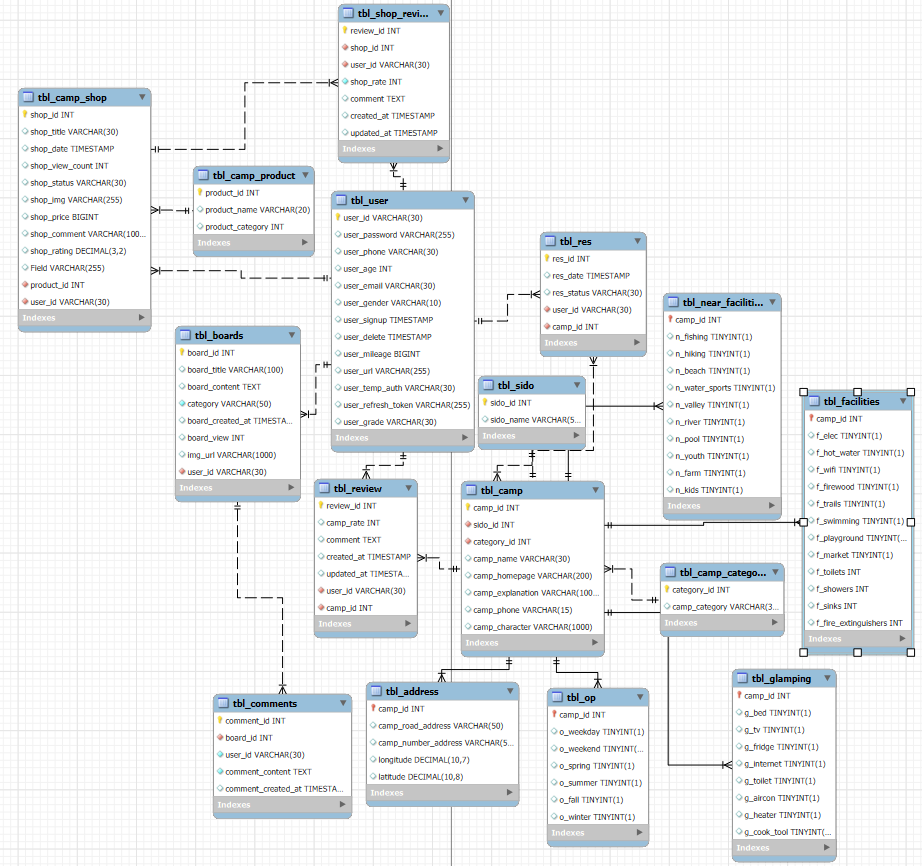 tbl_shop_revi...
review_id INT
shop_id INT
user_id VARCHAR(30)
shop_rate INT
comment TEXT
created_at TIMESTAMP
updated_at TIMESTAMP
Indexes
tbl_camp_shop
shop_id INT
shop_title VARCHAR(30)
shop_date TIMESTAMP
shop_view_count INT
shop_status VARCHAR(30)
shop_img VARCHAR(255)
shop_price BIGINT
shop_comment VARCHAR(100...
shop_rating DECIMAL(3,2)
Field VARCHAR(255)
product_id INT
user_id VARCHAR(30)
Indexes
tbl_camp_product
product_id INT
product_name VARCHAR(20)
product_category INT
Indexes
tbl_user
user_id VARCHAR(30)
user_password VARCHAR(255)
user_phone VARCHAR(30)
user_age INT
user_email VARCHAR(30)
user_gender VARCHAR(10)
user_signup TIMESTAMP
user_delete TIMESTAMP
user_mileage BIGINT
user_url VARCHAR(255)
user_temp_auth VARCHAR(30)
user_refresh_token VARCHAR(255)
user_grade VARCHAR(30)
Indexes
tbl_res
res_id INT
res_date TIMESTAMP
res_status VARCHAR(30)
user_id VARCHAR(30)
camp_id INT
Indexes
tbl_near_faciliti...
camp_id INT
n_fishing TINYINT(1)
n_hiking TINYINT(1)
n_beach TINYINT(1)
n_water_sports TINYINT(1)
n_valley TINYINT(1)
n_river TINYINT(1)
n_pool TINYINT(1)
n_youth TINYINT(1)
n_farm TINYINT(1)
n_kids TINYINT(1)
Indexes
tbl_boards
board_id INT
board_title VARCHAR(100)
board_content TEXT
category VARCHAR(50)
board_created_at TIMESTA...
board_view INT
img_url VARCHAR(1000)
user_id VARCHAR(30)
Indexes
tbl_sido
sido_id INT
sido_name VARCHAR(5...
Indexes
tbl_facilities
camp_id INT
f_elec TINYINT(1)
f_hot_water TINYINT(1)
f_wifi TINYINT(1)
f_firewood TINYINT(1)
f_trails TINYINT(1)
f_swimming TINYINT(1)
f_playground TINYINT(...
f_market TINYINT(1)
f_toilets INT
f_showers INT
f_sinks INT
f_fire_extinguishers INT
Indexes
tbl_review
review_id INT
camp_rate INT
comment TEXT
created_at TIMESTAMP
updated_at TIMESTA...
user_id VARCHAR(30)
camp_id INT
Indexes
tbl_camp
camp_id INT
sido_id INT
category_id INT
camp_name VARCHAR(30)
camp_homepage VARCHAR(200)
camp_explanation VARCHAR(100...
camp_phone VARCHAR(15)
camp_character VARCHAR(1000)
Indexes
tbl_camp_catego...
category_id INT
camp_category VARCHAR(3...
Indexes
tbl_comments
comment_id INT
board_id INT
user_id VARCHAR(30)
comment_content TEXT
comment_created_at TIMESTA...
Indexes
tbl_address
camp_id INT
camp_road_address VARCHAR(50)
camp_number_address VARCHAR(5...
longitude DECIMAL(10,7)
latitude DECIMAL(10,8)
Indexes
tbl_op
camp_id INT
o_weekday TINYINT(1)
o_weekend TINYINT(...
o_spring TINYINT(1)
o_summer TINYINT(1)
o_fall TINYINT(1)
o_winter TINYINT(1)
Indexes
tbl_glamping
camp_id INT
g_bed TINYINT(1)
g_tv TINYINT(1)
g_fridge TINYINT(1)
g_internet TINYINT(1)
g_toilet TINYINT(1)
g_aircon TINYINT(1)
g_heater TINYINT(1)
g_cook_tool TINYINT(...
Indexes